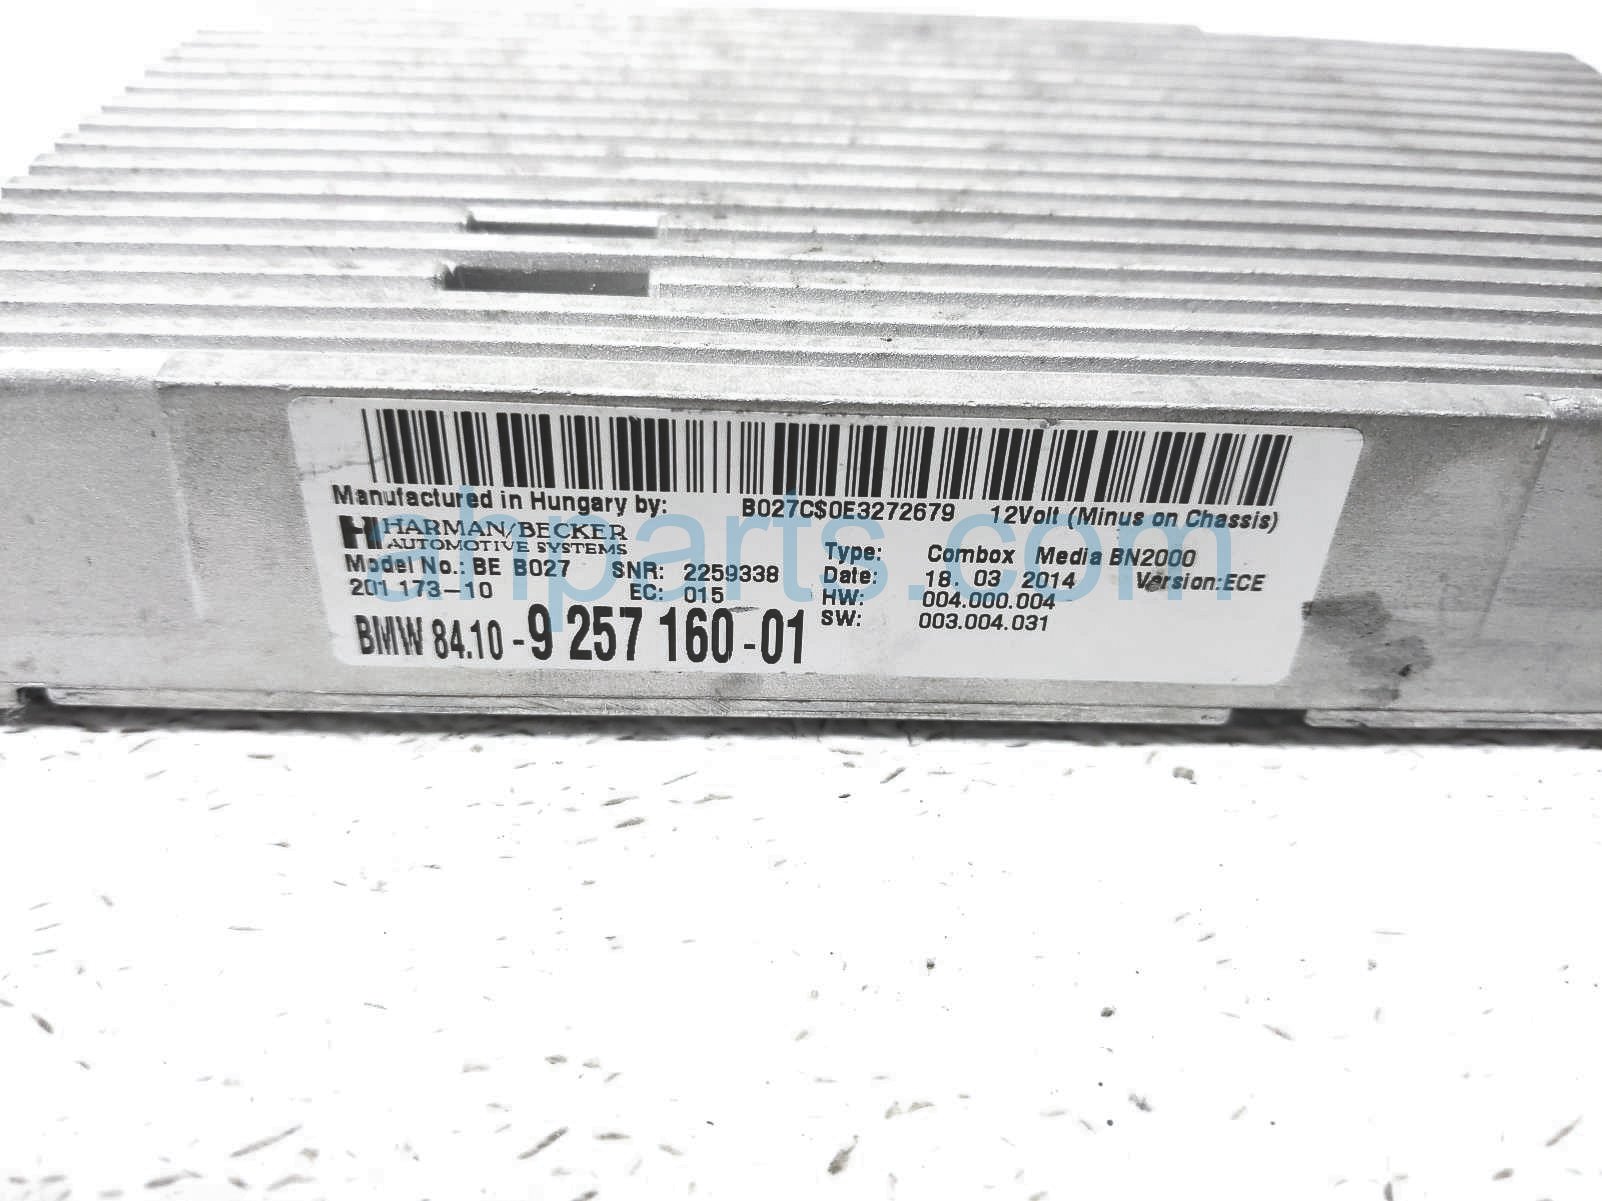 Manufactured in Hungary by: B027C$0E3272679 12Volt (Minus on Chassis)
HARMAN/BECKER
AUTOMOTIVE SYSTEMS
Model No.: BE B027 SNR: 2259338
201 173-10 EC: 015
BMW 84.10-9 257 160-01
Type: Combox Media BN2000
Date: 18. 03 2014 Version:ECE
HW: 004.000.004
SW: 003.004.031
ahparts.com